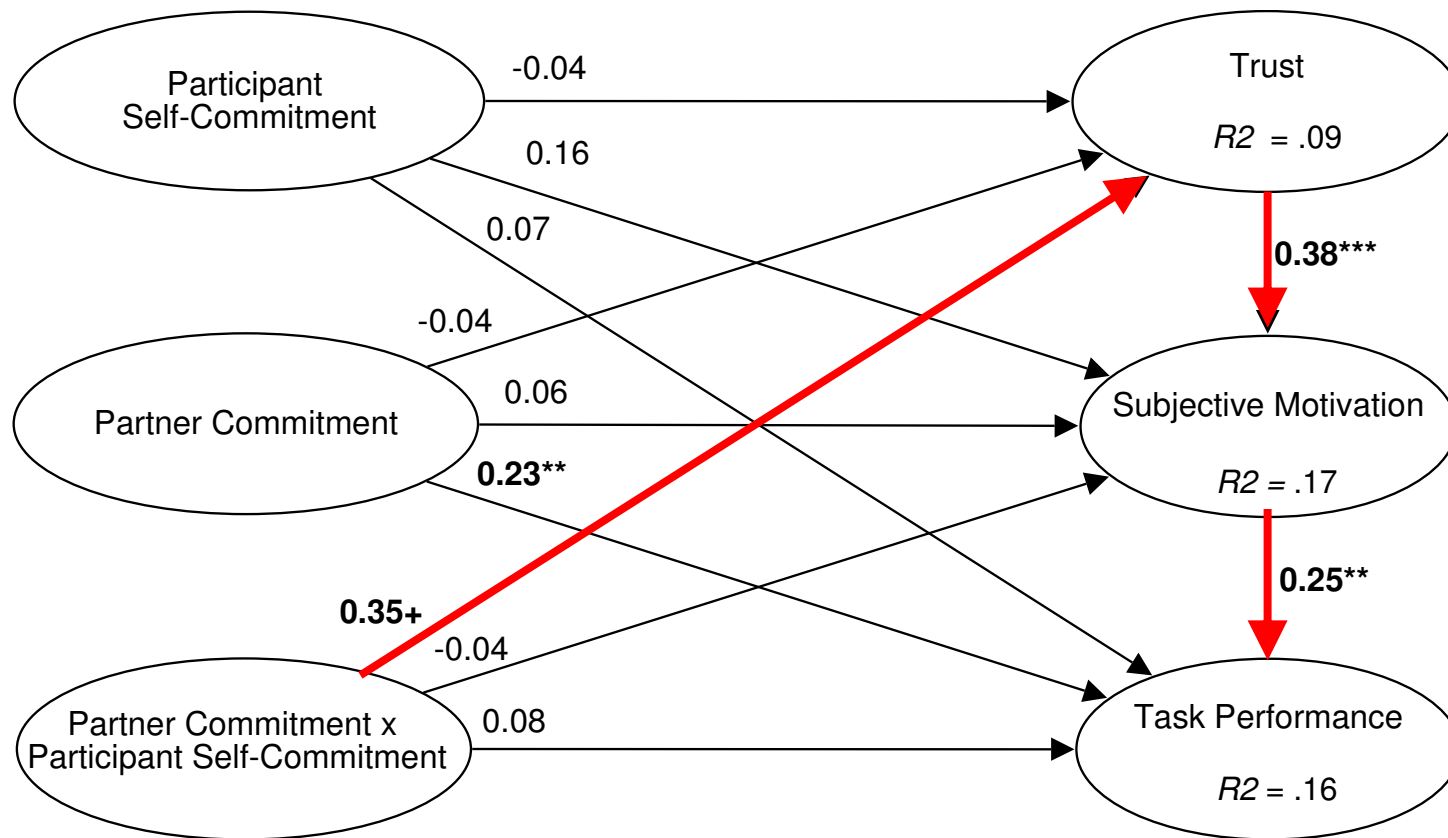 Participant
Self-Commitment
-0.04
0.16
0.07
Trust
R2 = .09
0.38***
Partner Commitment
-0.04
0.06
0.23**
Subjective Motivation
R2 = .17
0.25**
Partner Commitment x
Participant Self-Commitment
0.35+
-0.04
0.08
Task Performance
R2 = .16